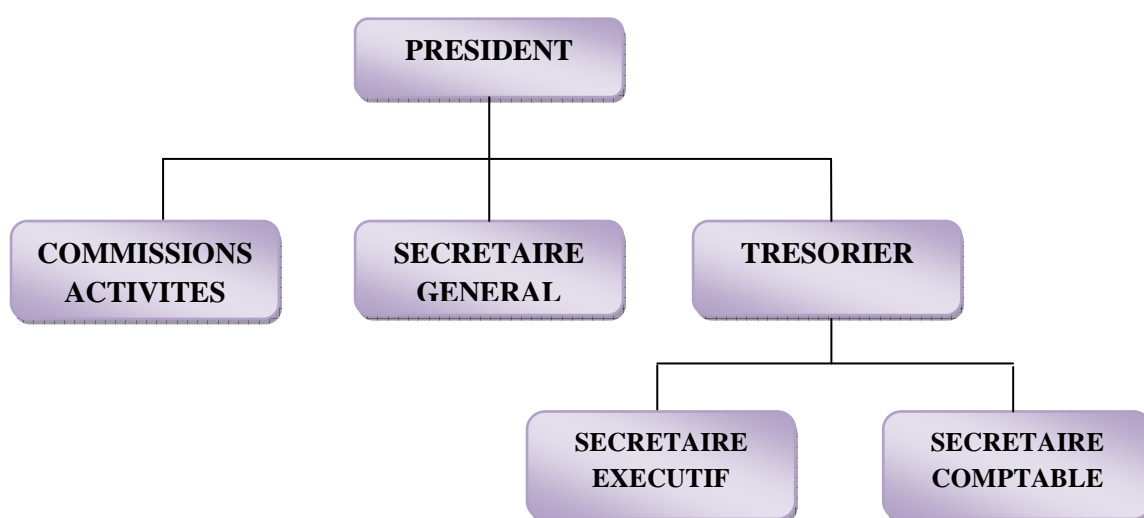 PRESIDENT
COMMISSIONS
ACTIVITES
SECRETAIRE
GENERAL
TRESORIER
SECRETAIRE
EXECUTIF
SECRETAIRE
COMPTABLE